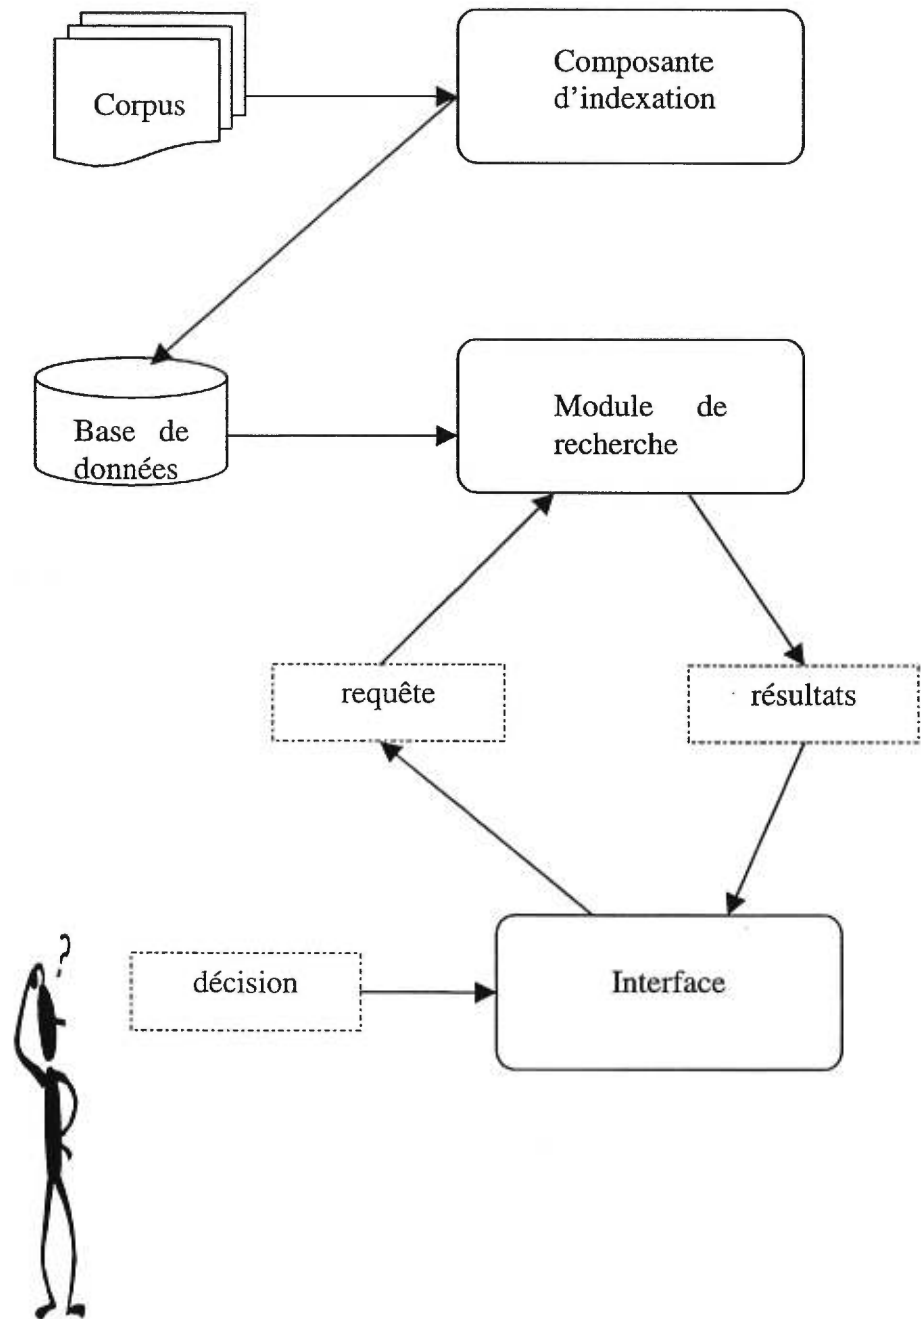 Corpus
Composante
d'indexation
Base de
données
Module de
recherche
requête
résultats
?
décision
Interface